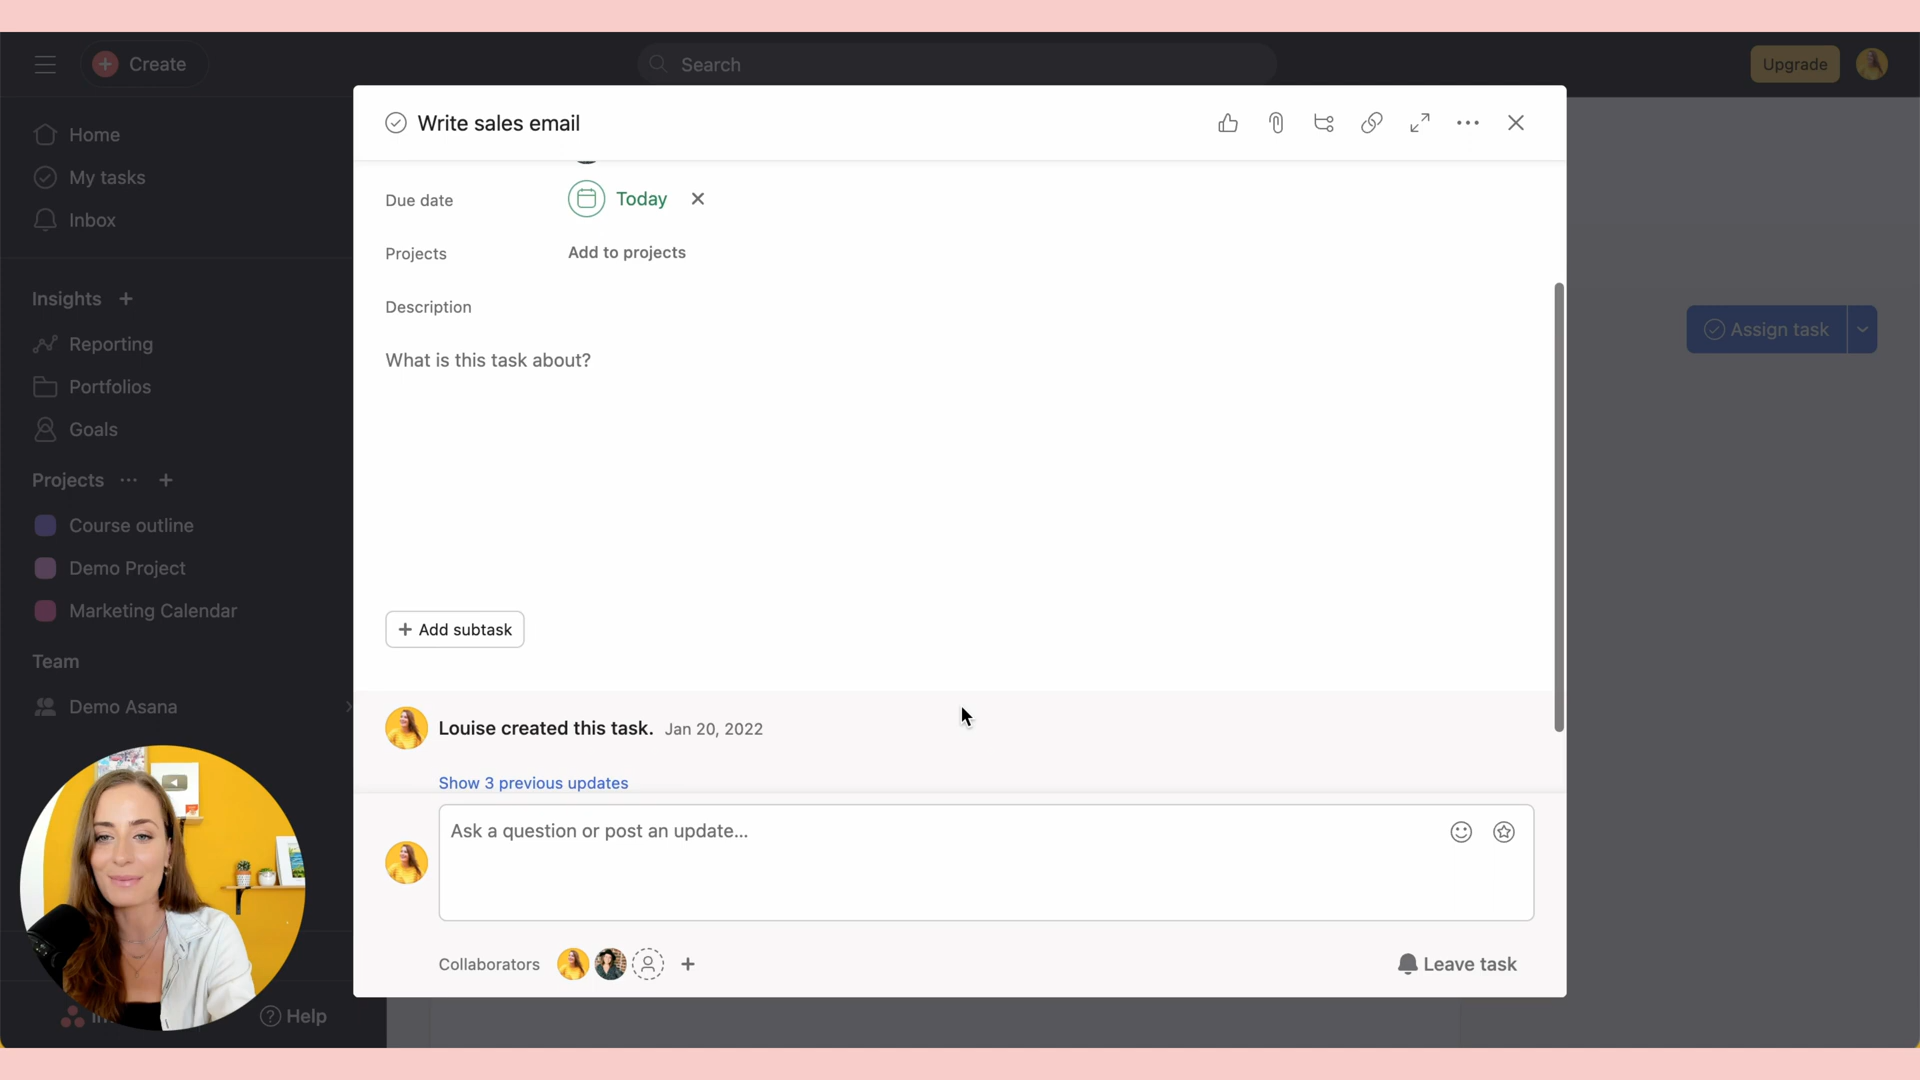 Create
Search
Upgrade
Write sales email
Home
My tasks
Inbox
Due date
Today
Projects
Add to projects
Description
What is this task about?
Insights
Reporting
Portfolios
Goals
Assign task
Projects
Course outline
Demo Project
Marketing Calendar
Team
Demo Asana
Add subtask
Louise created this task. Jan 20, 2022
Show 3 previous updates
Ask a question or post an update...
Collaborators
Leave task
Help